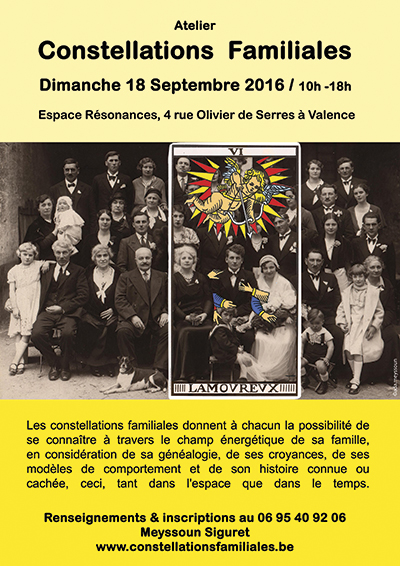 Atelier
Constellations Familiales
Dimanche 18 Septembre 2016 / 10h -18h
Espace Résonances, 4 rue Olivier de Serres à Valence
VI
LAMOVREVX
Les constellations familiales donnent à chacun la possibilité de
se connaître à travers le champ énergétique de sa famille,
en considération de sa généalogie, de ses croyances, de ses
modèles de comportement et de son histoire connue ou
cachée, ceci, tant dans l'espace que dans le temps.
Renseignements & inscriptions au 06 95 40 92 06
Meyssoun Siguret
www.constellationsfamiliales.be